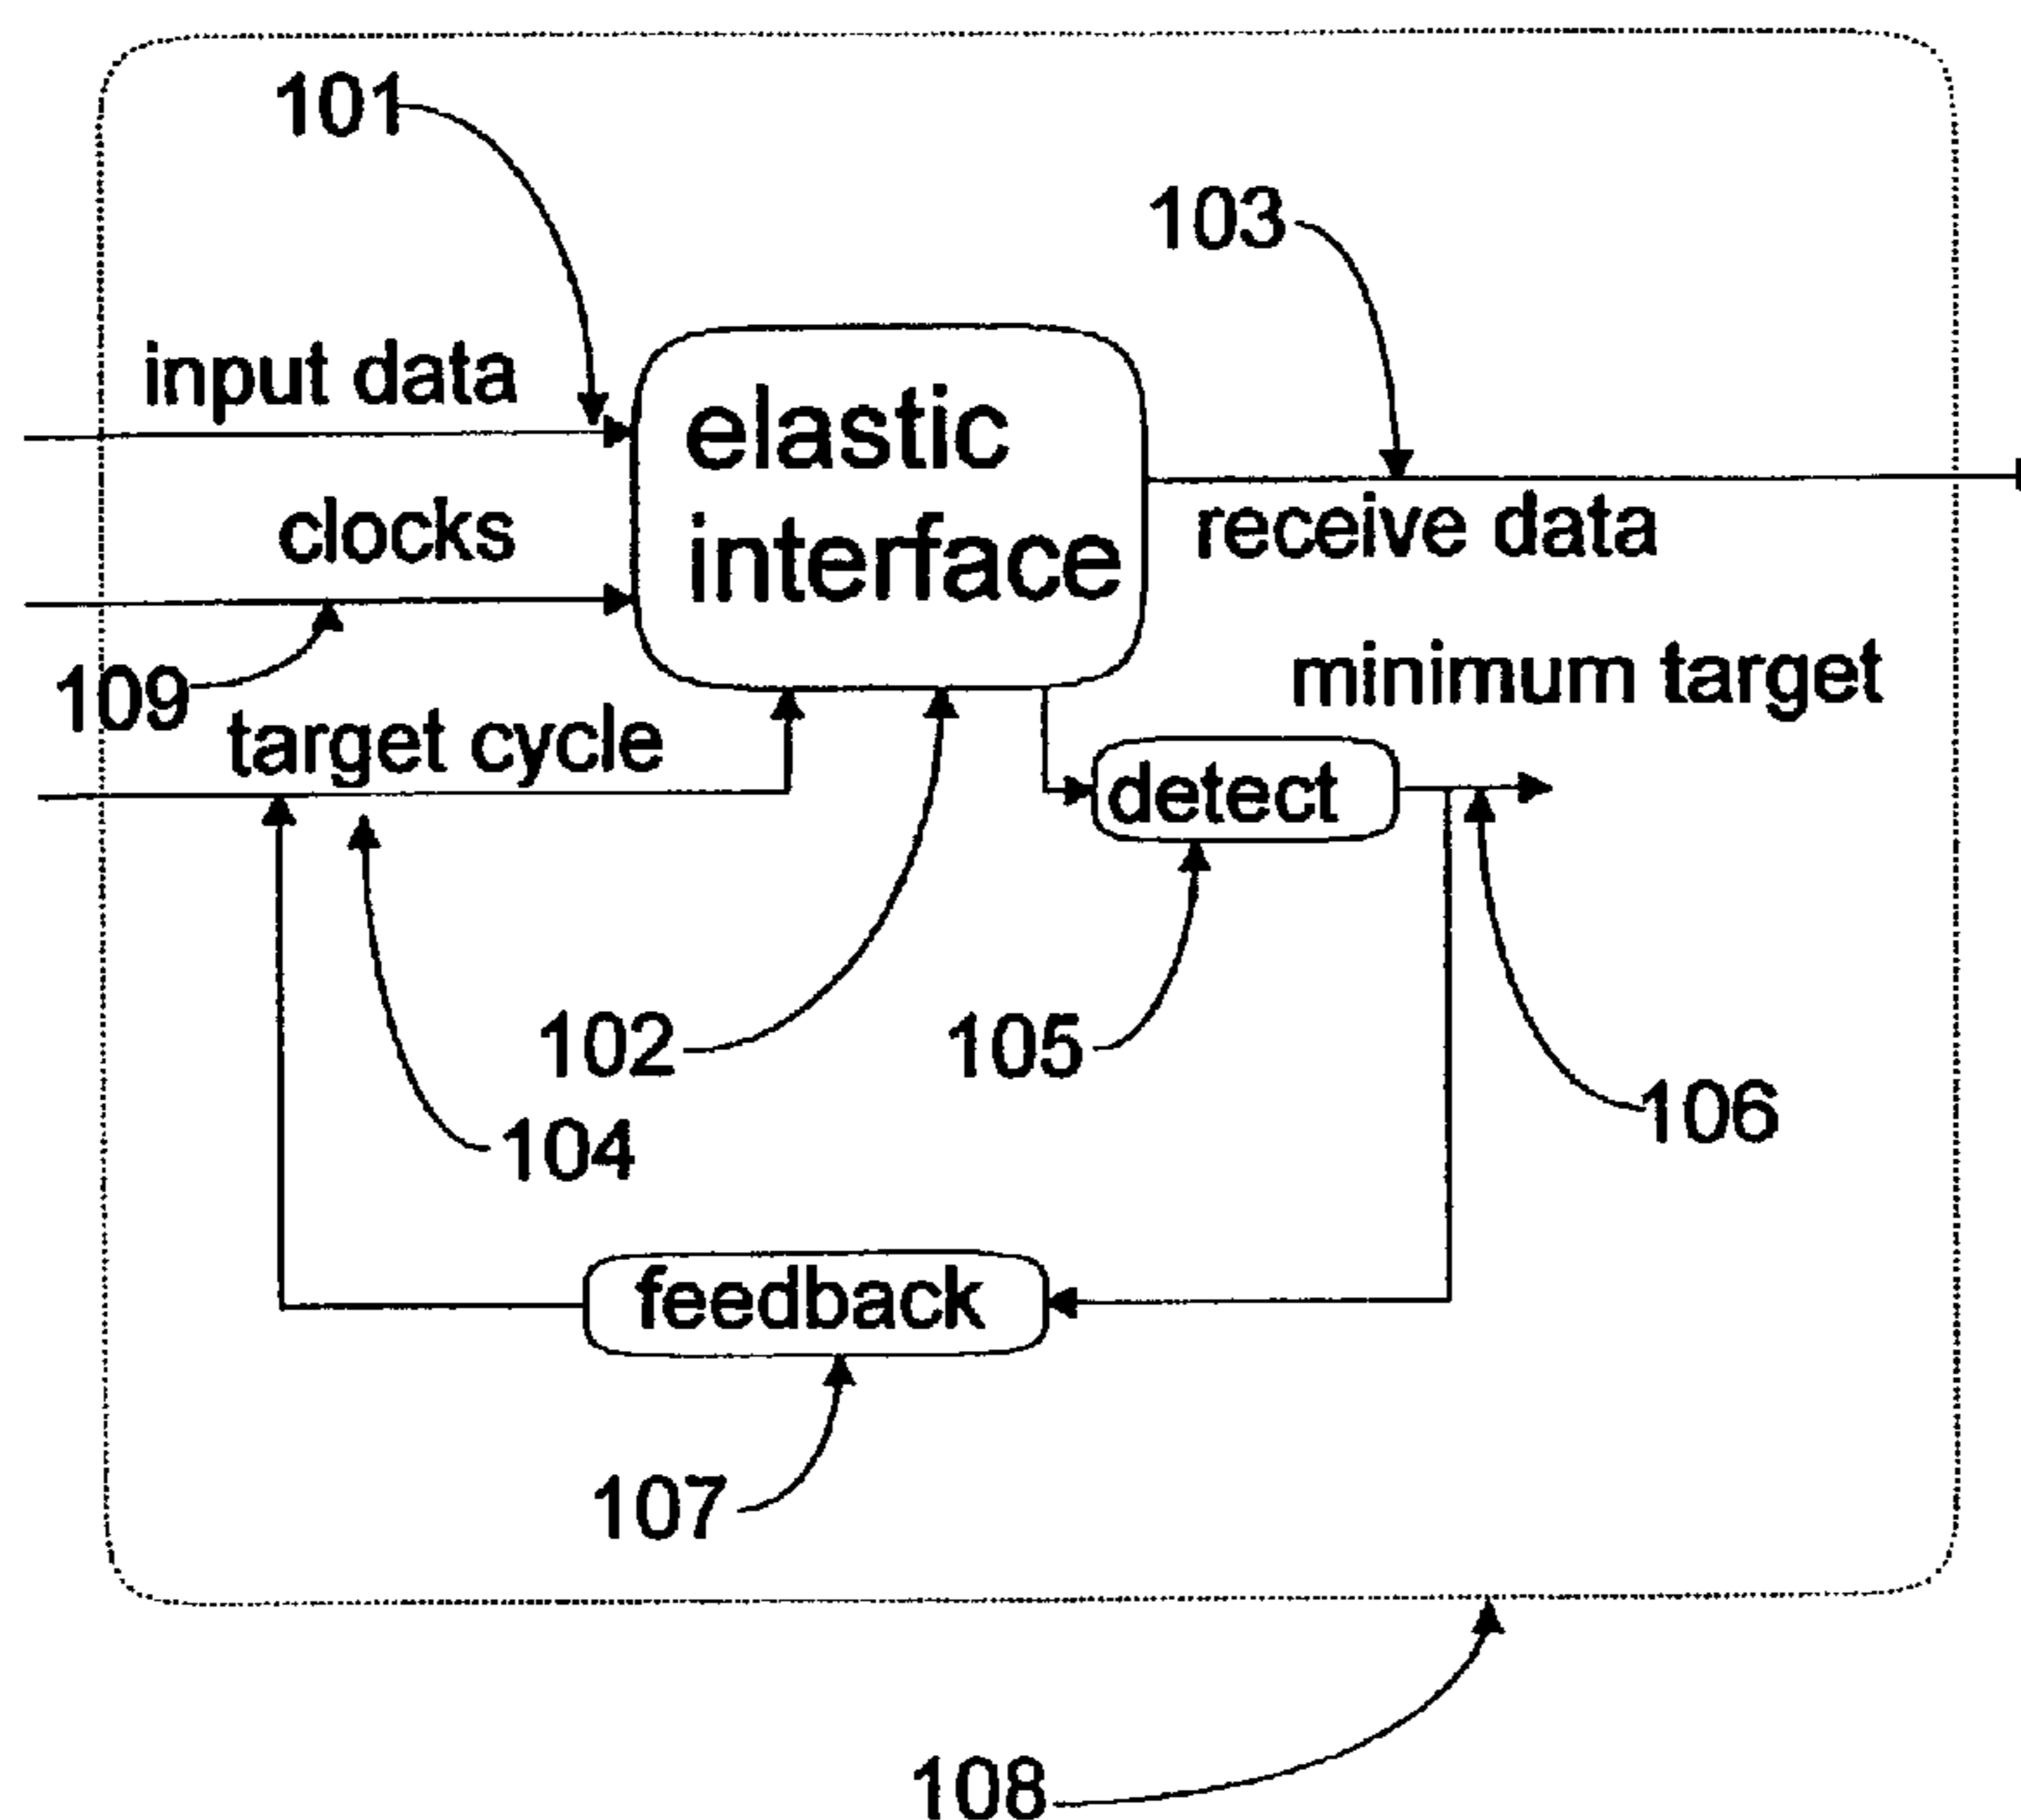 101
103
input data
elastic
interface
clocks
receive data
109
minimum target
target cycle
detect
102
105
106
104
feedback
107
108